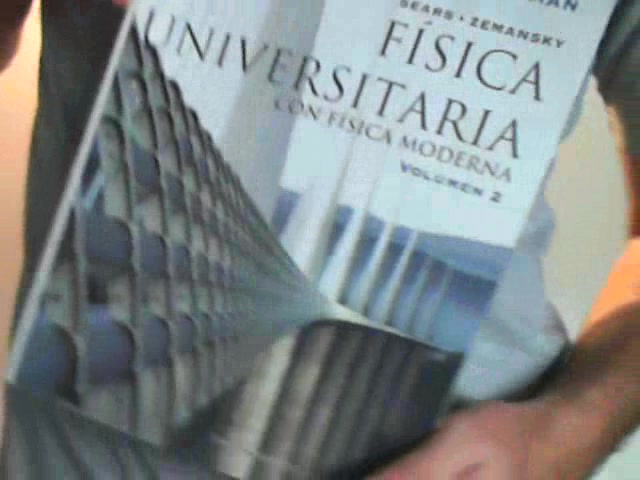 SEARS • ZEMANSKY
FÍSICA
UNIVERSITARIA
CON FÍSICA MODERNA
VOLUMEN 2